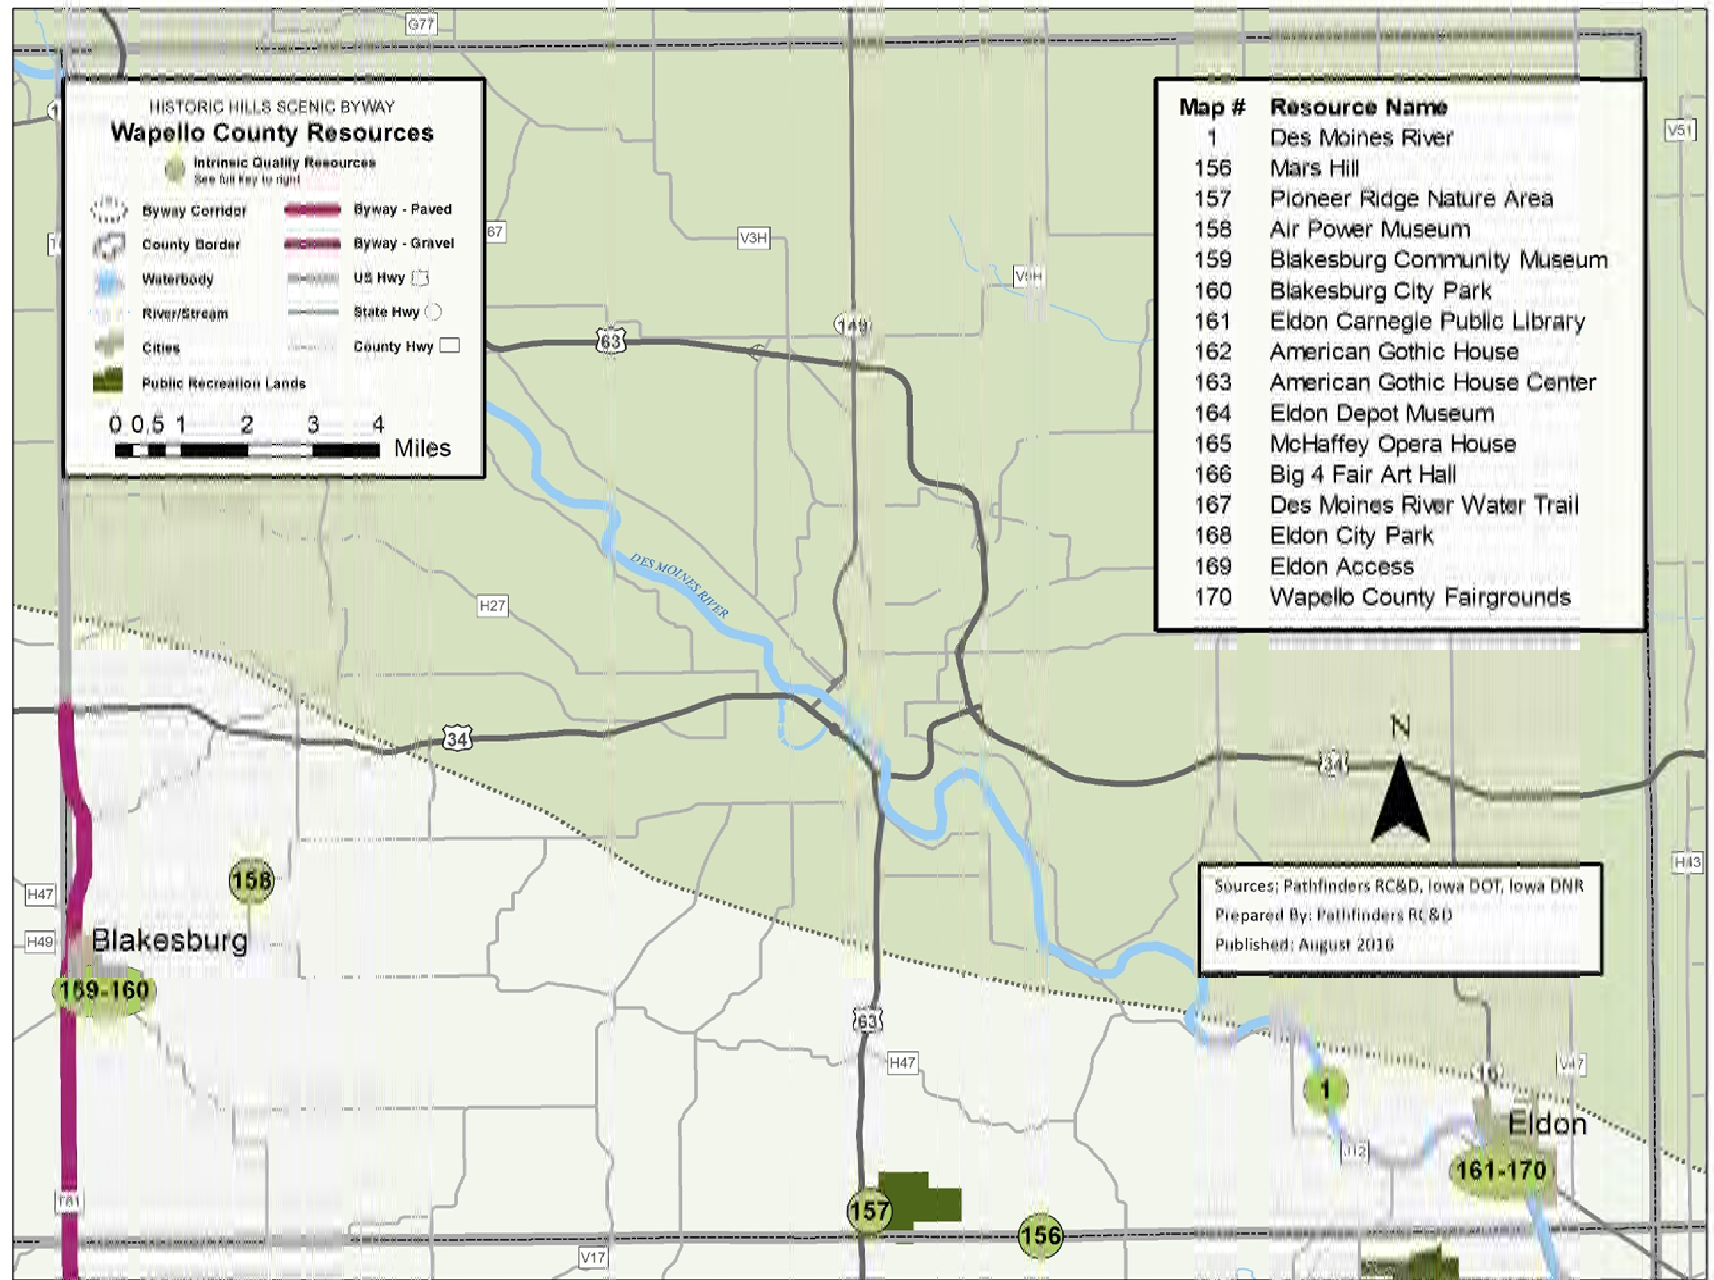 G77
HISTORIC HILLS SCENIC BYWAY
Wapello County Resources
Intrinsic Quality Resources
See full key to right
Byway Corridor
Byway - Paved
County Border
Byway - Gravel
Waterbody
US Hwy
River/Stream
State Hwy
Cities
County Hwy
Public Recreation Lands
0 0.5 1 2 3 4
Miles
Map # Resource Name
1 Des Moines River
156 Mars Hill
157 Pioneer Ridge Nature Area
158 Air Power Museum
159 Blakesburg Community Museum
160 Blakesburg City Park
161 Eldon Carnegie Public Library
162 American Gothic House
163 American Gothic House Center
164 Eldon Depot Museum
165 McHaffey Opera House
166 Big 4 Fair Art Hall
167 Des Moines River Water Trail
168 Eldon City Park
169 Eldon Access
170 Wapello County Fairgrounds
V51
67
V3H
63
149
DES MOINES RIVER
H27
34
34
N
158
H47
H49
Blakesburg
159-160
Sources: Pathfinders RC&D, Iowa DOT, Iowa DNR
Prepared By: Pathfinders RC&D
Published: August 2016
H43
63
H47
V47
16
1
Eldon
J12
161-170
T61
157
156
V17